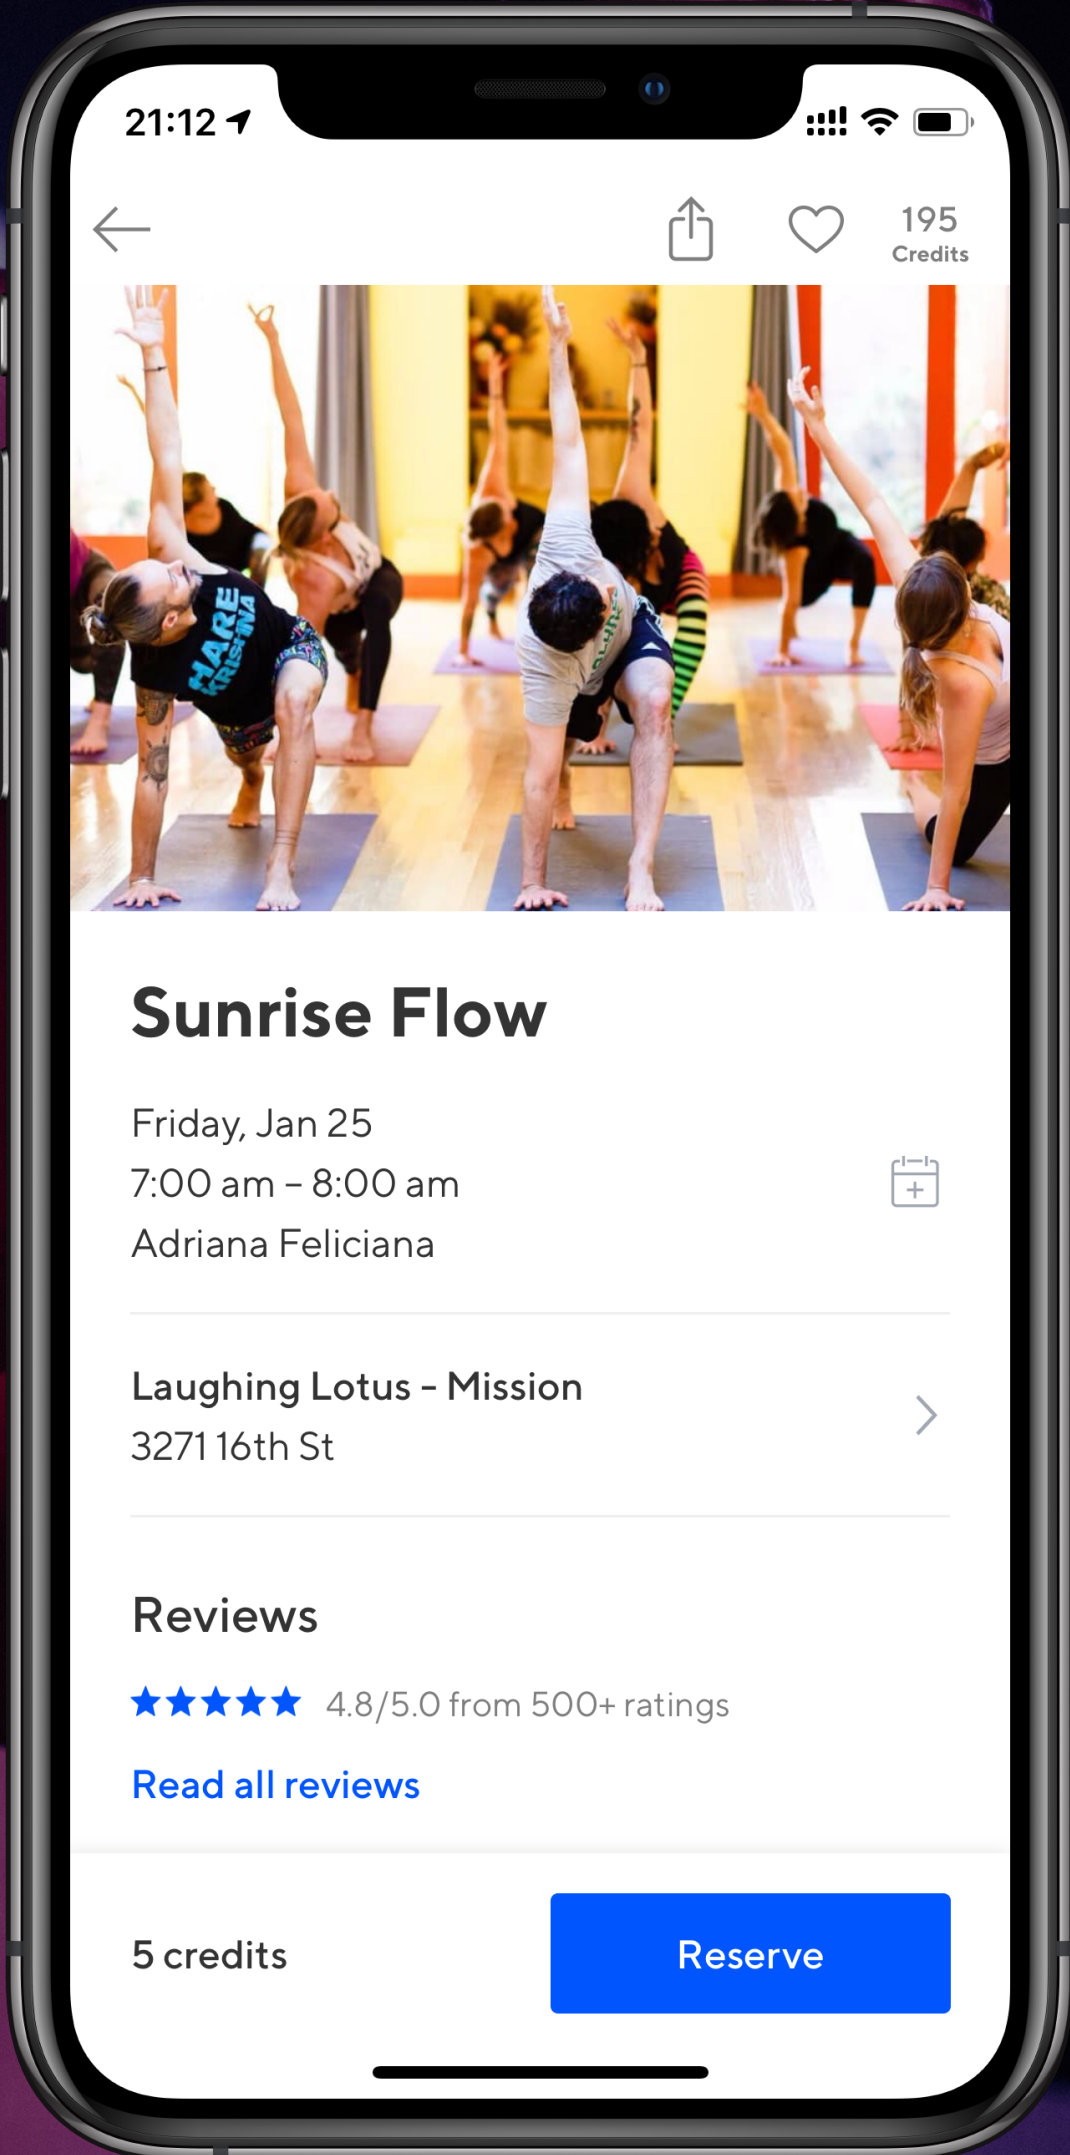 21:12
195
Credits
HARE
KRISHNA
Sunrise Flow
Friday, Jan 25
7:00 am – 8:00 am
Adriana Feliciana
Laughing Lotus - Mission
3271 16th St
Reviews
4.8/5.0 from 500+ ratings
Read all reviews
5 credits
Reserve